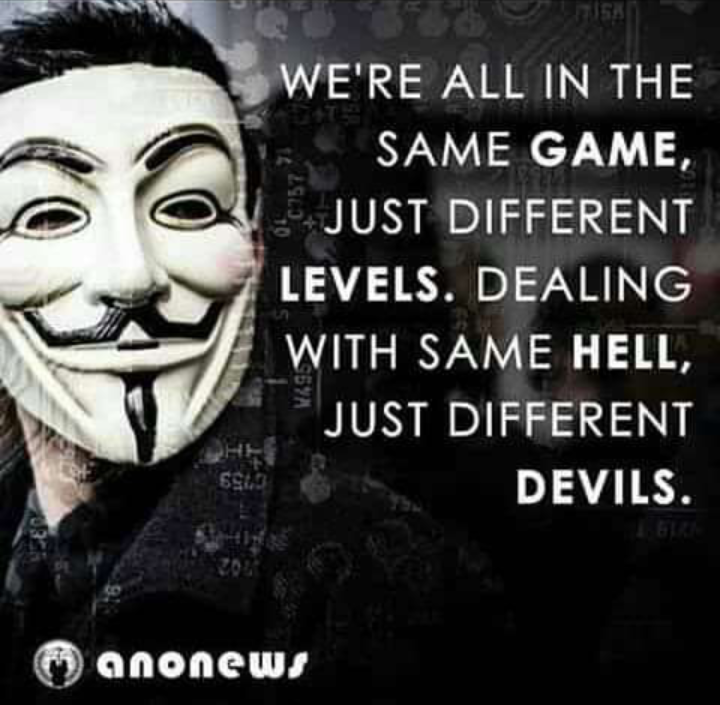 WE'RE ALL IN THE
SAME GAME,
JUST DIFFERENT
LEVELS. DEALING
WITH SAME HELL,
JUST DIFFERENT
DEVILS.
anonews